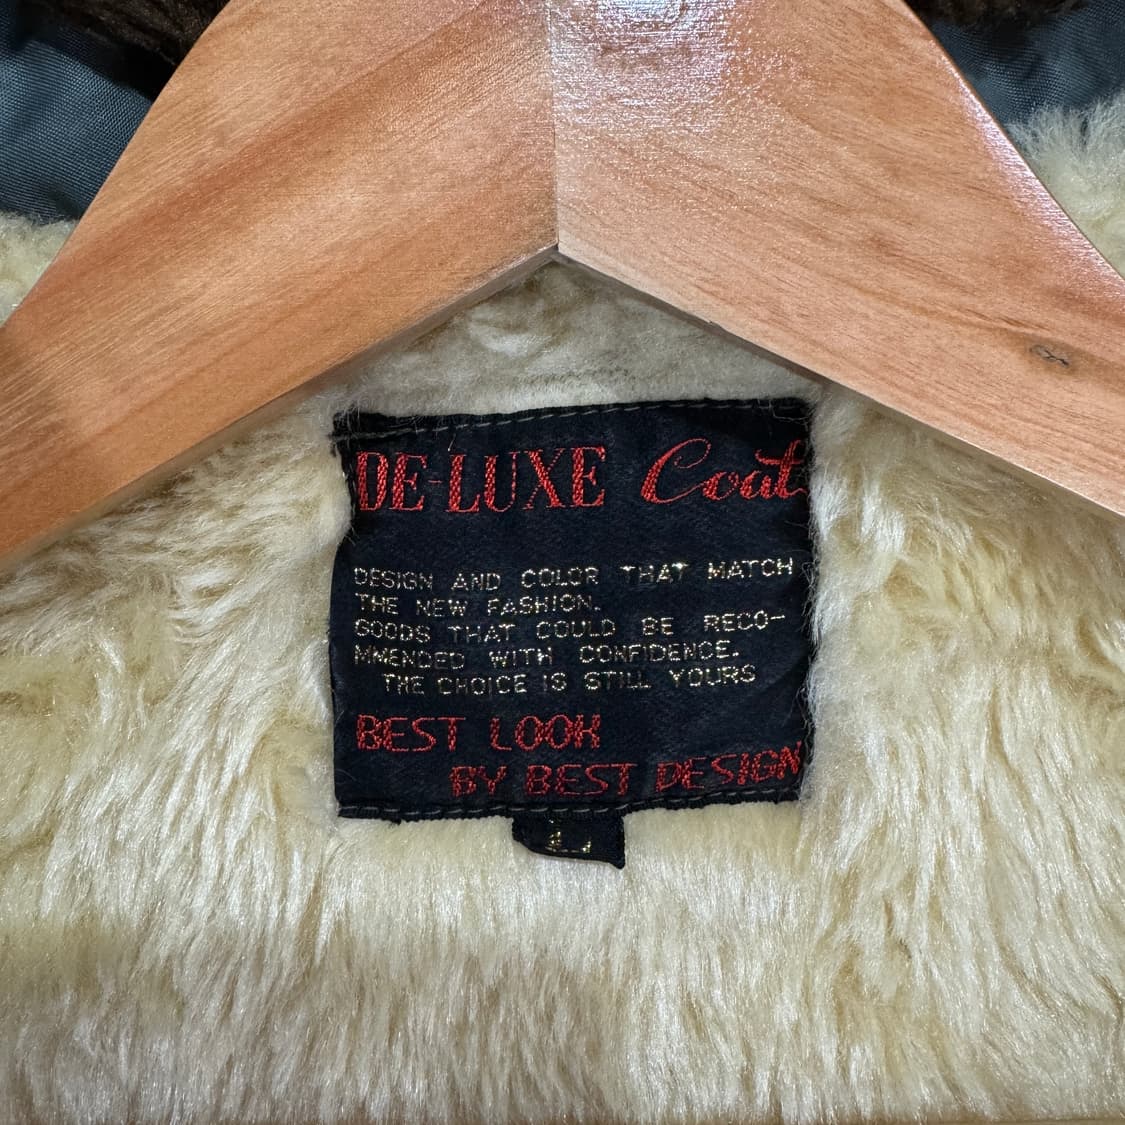 DE-LUXE Coat
DESIGN AND COLOR THAT MATCH
THE NEW FASHION.
GOODS THAT COULD BE RECO-
MMENDED WITH CONFIDENCE.
THE CHOICE IS STILL YOURS
BEST LOOK
BY BEST DESIGN